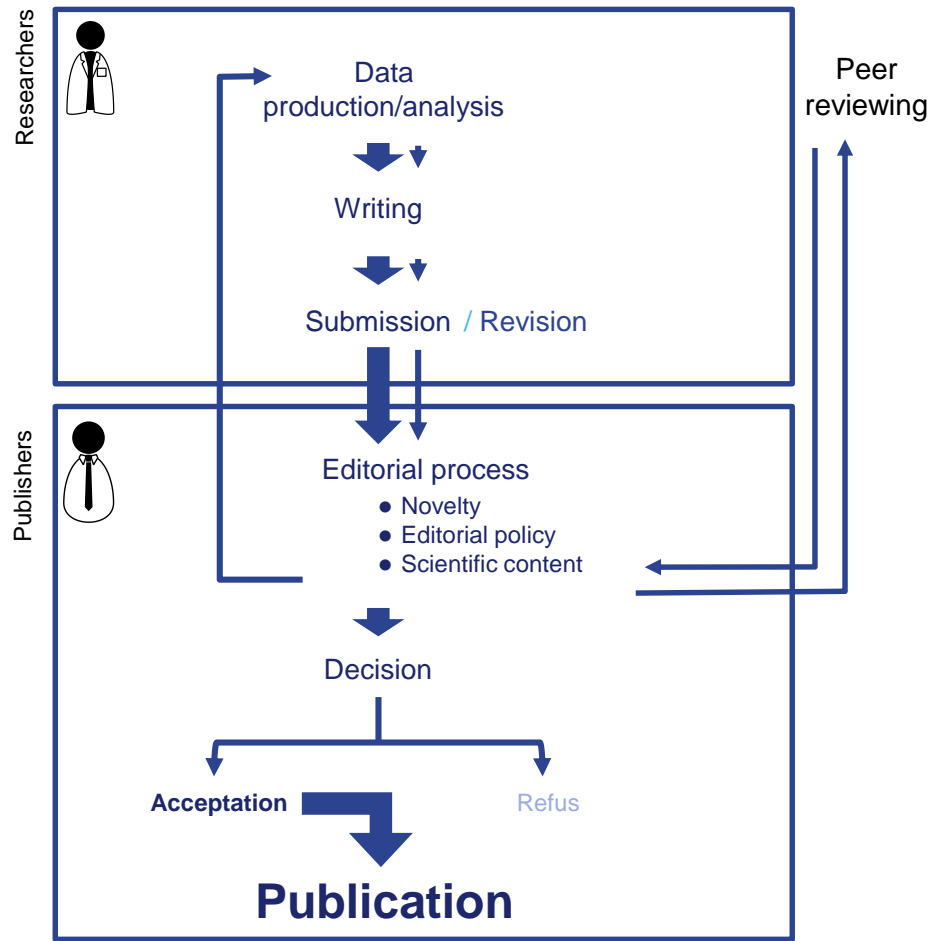 Researchers
Data
production/analysis
Peer
reviewing
Writing
Submission / Revision
Publishers
Editorial process
● Novelty
● Editorial policy
● Scientific content
Decision
Acceptation
Refus
Publication